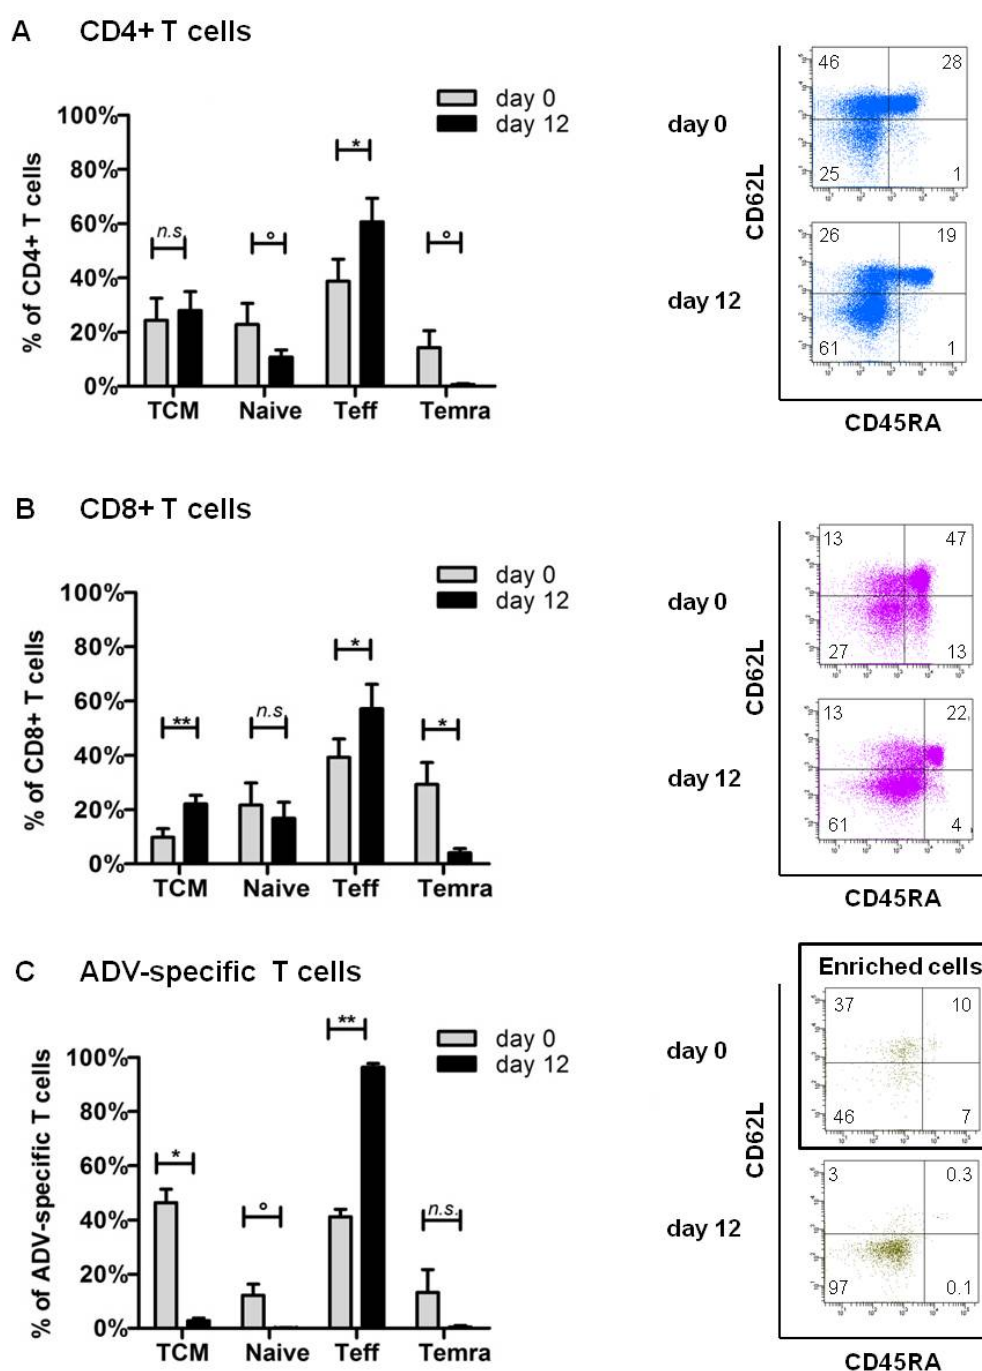 A CD4+ T cells
day 0
day 12
100%
80%
60%
40%
20%
0%
% of CD4+ T cells
n.s
°
*
°
TCM Naive Teff Temra
day 0
46 28
25 1
day 12
26 19
61 1
CD62L
CD45RA
B CD8+ T cells
day 0
day 12
100%
80%
60%
40%
20%
0%
% of CD8+ T cells
**
n.s
*
*
TCM Naive Teff Temra
day 0
13 47
27 13
day 12
13 22
61 4
CD62L
CD45RA
C ADV-specific T cells
day 0
day 12
100%
80%
60%
40%
20%
0%
% of ADV-specific T cells
*
°
**
n.s.
TCM Naive Teff Temra
Enriched cells
day 0
37 10
46 7
day 12
3 0.3
97 0.1
CD62L
CD45RA